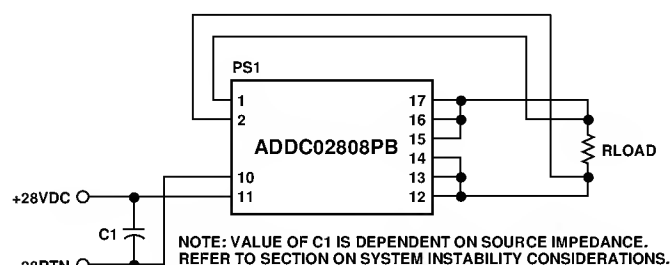 PS1
1
2
10
11
17
16
15
14
13
12
ADDC02808PB
RLOAD
+28VDC
C1
NOTE: VALUE OF C1 IS DEPENDENT ON SOURCE IMPEDANCE.
REFER TO SECTION ON SYSTEM INSTABILITY CONSIDERATIONS.